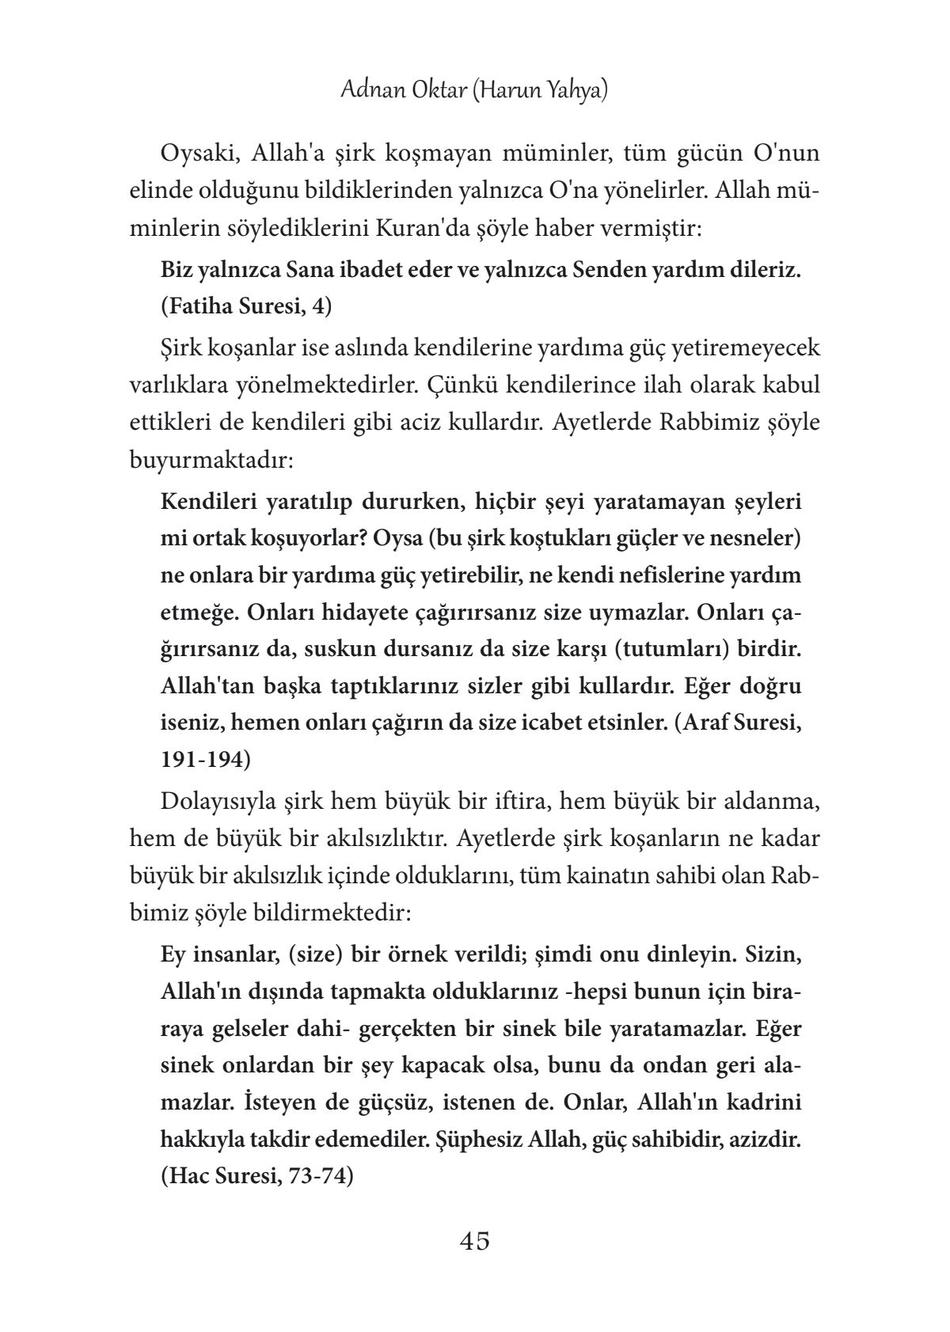 Adnan Oktar (Harun Yahya)
Oysaki, Allah'a şirk koşmayan müminler, tüm gücün O'nun
elinde olduğunu bildiklerinden yalnızca O'na yönelirler. Allah mü-
minlerin söylediklerini Kuran'da şöyle haber vermiştir:
Biz yalnızca Sana ibadet eder ve yalnızca Senden yardım dileriz.
(Fatiha Suresi, 4)
Şirk koşanlar ise aslında kendilerine yardıma güç yetiremeyecek
varlıklara yönelmektedirler. Çünkü kendilerince ilah olarak kabul
ettikleri de kendileri gibi aciz kullardır. Ayetlerde Rabbimiz şöyle
buyurmaktadır:
Kendileri yaratılıp dururken, hiçbir şeyi yaratamayan şeyleri
mi ortak koşuyorlar? Oysa (bu şirk koştukları güçler ve nesneler)
ne onlara bir yardıma güç yetirebilir, ne kendi nefislerine yardım
etmeğe. Onları hidayete çağırırsanız size uymazlar. Onları ça-
ğırırsanız da, suskun dursanız da size karşı (tutumları) birdir.
Allah'tan başka taptıklarınız sizler gibi kullardır. Eğer doğru
iseniz, hemen onları çağırın da size icabet etsinler. (Araf Suresi,
191-194)
Dolayısıyla şirk hem büyük bir iftira, hem büyük bir aldanma,
hem de büyük bir akılsızlıktır. Ayetlerde şirk koşanların ne kadar
büyük bir akılsızlık içinde olduklarını, tüm kainatın sahibi olan Rab-
bimiz şöyle bildirmektedir:
Ey insanlar, (size) bir örnek verildi; şimdi onu dinleyin. Sizin,
Allah'ın dışında tapmakta olduklarınız -hepsi bunun için bira-
raya gelseler dahi- gerçekten bir sinek bile yaratamazlar. Eğer
sinek onlardan bir şey kapacak olsa, bunu da ondan geri ala-
mazlar. İsteyen de güçsüz, istenen de. Onlar, Allah'ın kadrini
hakkıyla takdir edemediler. Şüphesiz Allah, güç sahibidir, azizdir.
(Hac Suresi, 73-74)
45